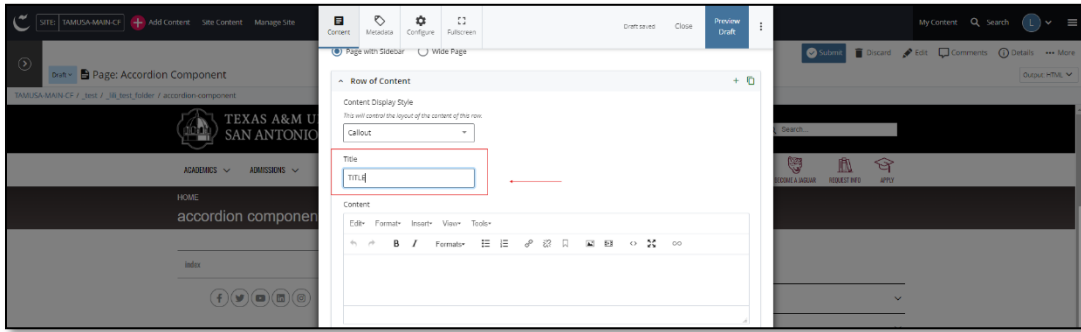 SITE: TAMUSA-MAIN-CF Add Content Site Content Manage Site
My Content Search L
Content Metadata Configure Fullscreen
Draft saved Close Preview Draft
Submit Discard Edit Comments Details More
Draft Page: Accordion Component
Output: HTML
TAMUSA-MAIN-CF / _test / _lili_test_folder / accordion-component
Page with Sidebar Wide Page
Row of Content
Content Display Style
This will control the layout of the content of this row.
Callout
Title
TITLE
Content
Edit Format Insert View Tools
B I Formats
TEXAS A&M U
SAN ANTONIO
Search...
ACADEMICS ADMISSIONS
BECOME A JAGUAR REQUEST INFO APPLY
HOME
accordion componen
index